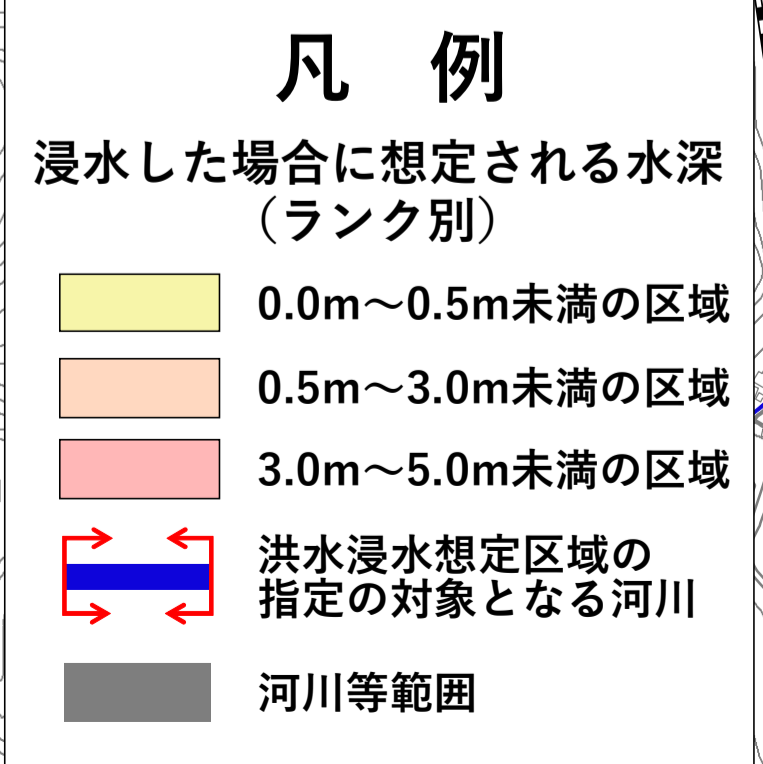 凡　例
浸水した場合に想定される水深
（ランク別）
0.0m～0.5m未満の区域
0.5m～3.0m未満の区域
3.0m～5.0m未満の区域
洪水浸水想定区域の
指定の対象となる河川
河川等範囲